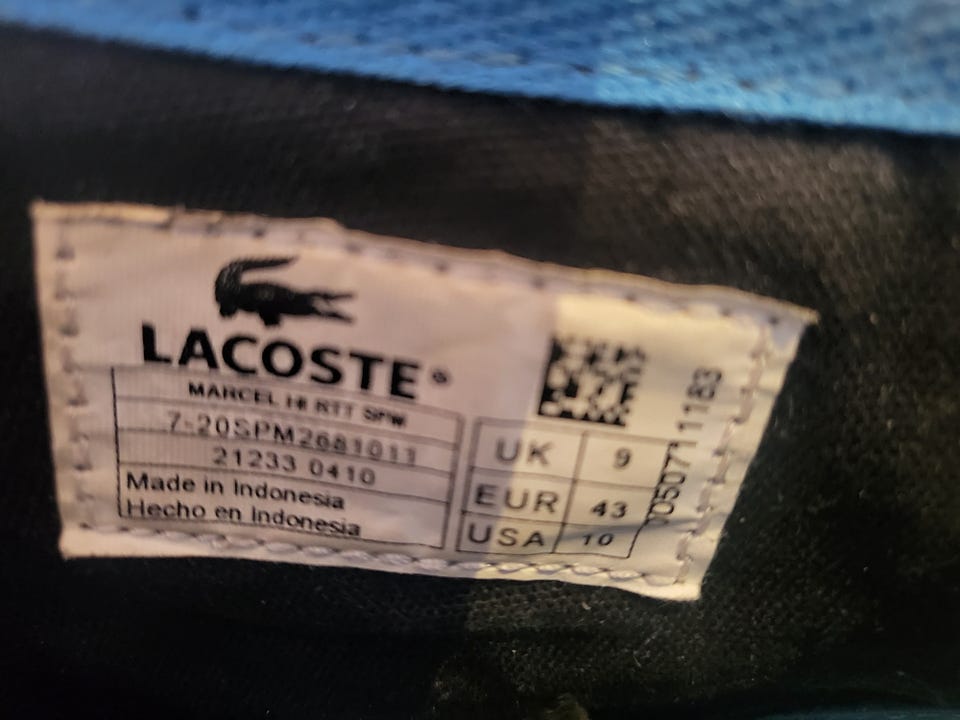 LACOSTE
MARCEL HI RTT SPW
7-20SPM2681011
21233 0410
Made in Indonesia
Hecho en Indonesia
UK 9
EUR 43
USA 10